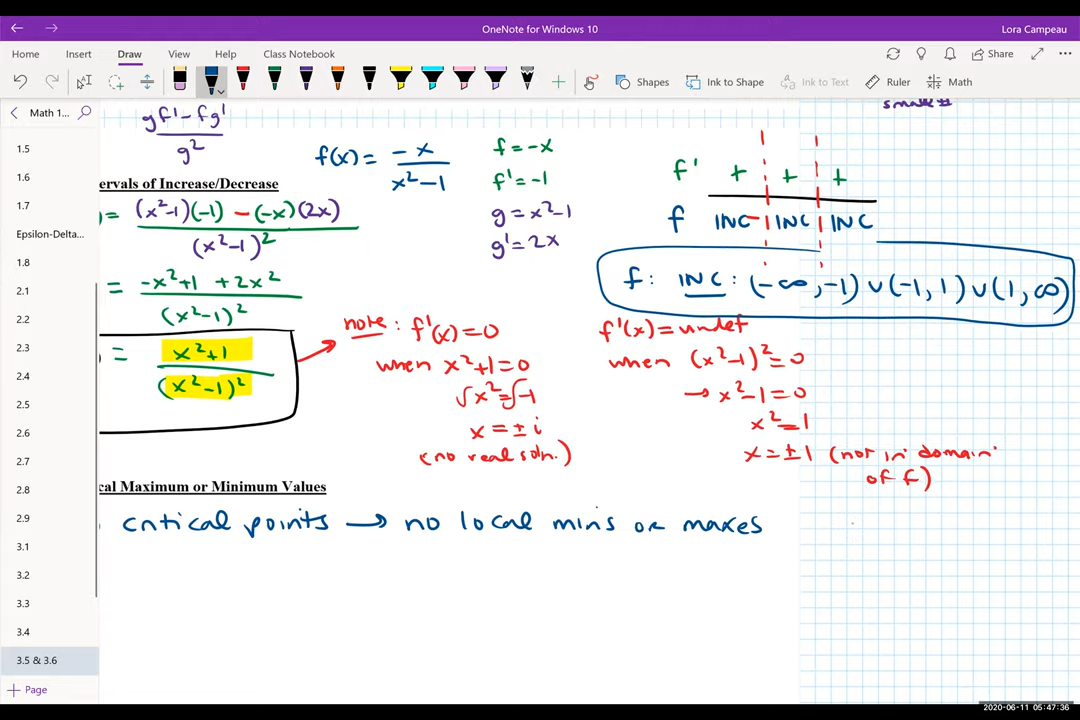 OneNote for Windows 10
Lora Campeau
Home Insert Draw View Help Class Notebook
Share
Shapes Ink to Shape Ink to Text Ruler Math
Math 1...
1.5
1.6
1.7
Epsilon-Delta...
1.8
2.1
2.2
2.3
2.4
2.5
2.6
2.7
2.8
2.9
3.1
3.2
3.3
3.4
3.5 & 3.6
Page
gf' - fg'
g²
ervals of Increase/Decrease
= (x²-1)(-1) - (-x)(2x)
(x²-1)²
= -x²+1 +2x²
(x²-1)²
= x²+1
(x²-1)²
f(x) = -x
x²-1
f = -x
f' = -1
g = x²-1
g' = 2x
f' + + +
f INC INC INC
f: INC: (-∞,-1) ∪ (-1,1) ∪ (1,∞)
note: f'(x)=0
when x²+1=0
√x²=√-1
x = ±i
(no real soln.)
f'(x) = undef
when (x²-1)²=0
→ x²-1=0
x²=1
x=±1 (not in domain
of f)
cal Maximum or Minimum Values
critical points → no local mins or maxes
2020-06-11 05:47:36